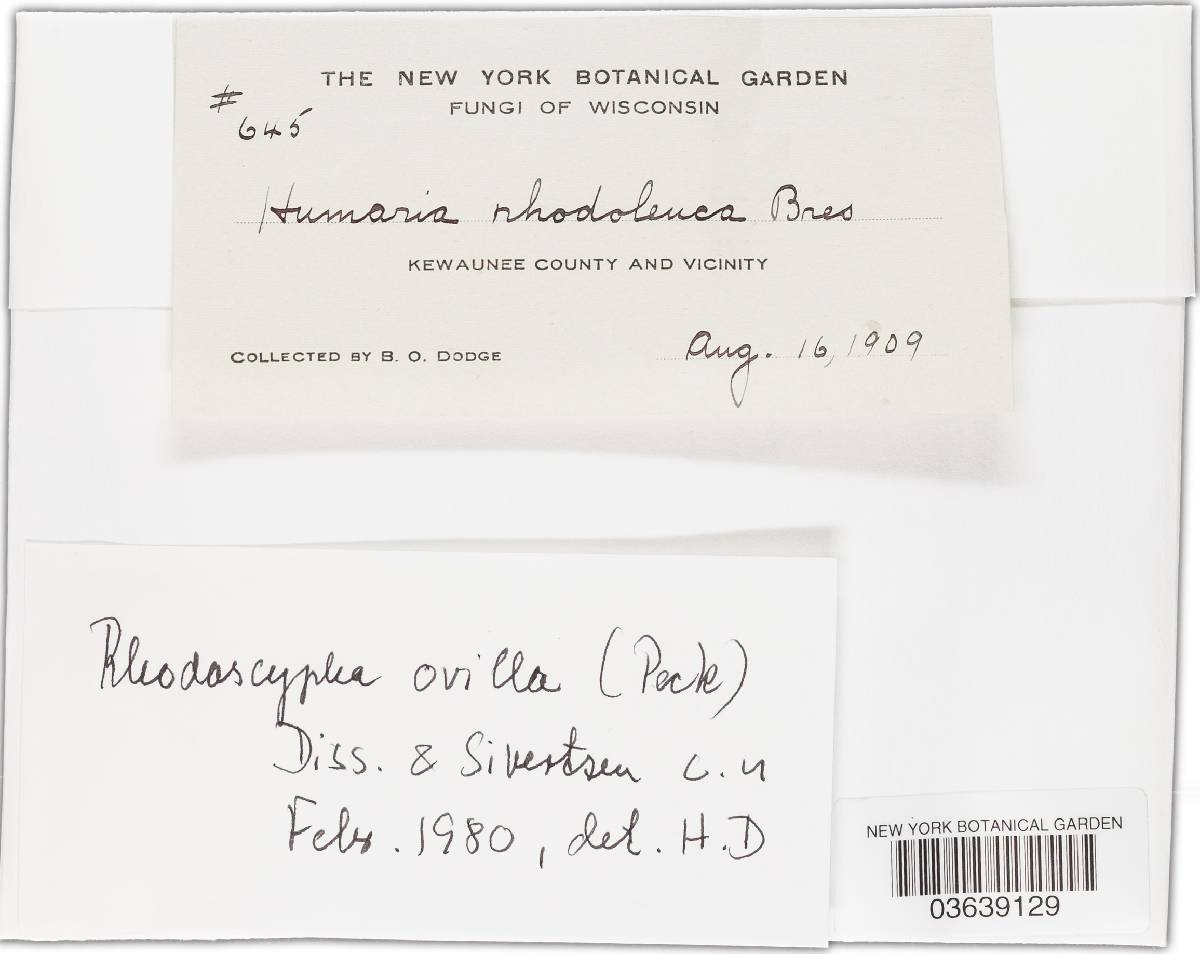 THE NEW YORK BOTANICAL GARDEN
FUNGI OF WISCONSIN
# 645
Humaria rhodoleuca Bres
KEWAUNEE COUNTY AND VICINITY
COLLECTED BY B. O. DODGE
Aug. 16, 1909
Rhodoscypha ovilla (Peck)
Diss. & Sivertsen c. n
Febr. 1980, det. H. D
NEW YORK BOTANICAL GARDEN
03639129